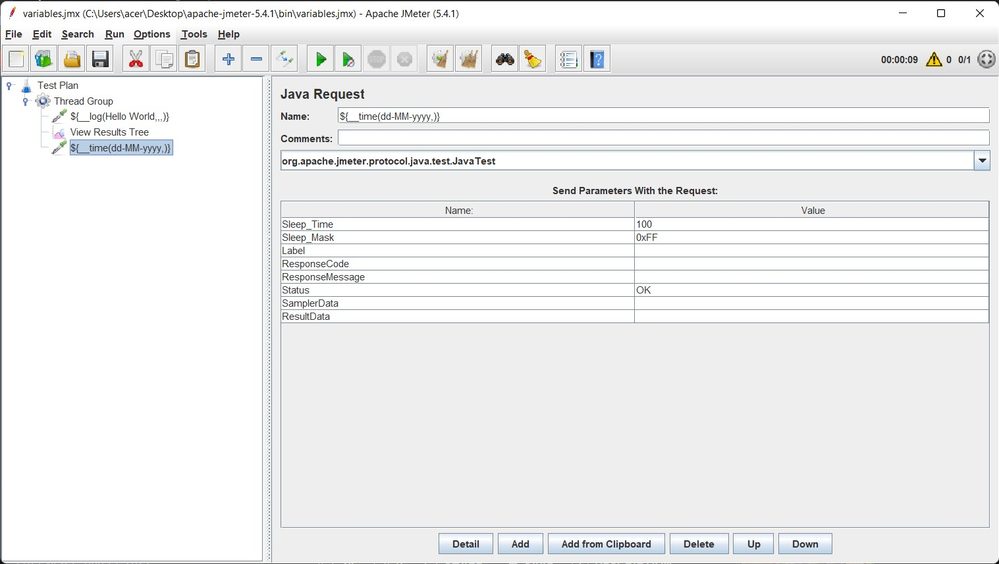 variables.jmx (C:\Users\acer\Desktop\apache-jmeter-5.4.1\bin\variables.jmx) - Apache JMeter (5.4.1)
File Edit Search Run Options Tools Help
STOP
00:00:09 0 0/1
Test Plan
Thread Group
${__log(Hello World,,,)}
View Results Tree
${__time(dd-MM-yyyy,)}
Java Request
Name: ${__time(dd-MM-yyyy,)}
Comments:
org.apache.jmeter.protocol.java.test.JavaTest
Send Parameters With the Request:
Name: Value
Sleep_Time 100
Sleep_Mask 0xFF
Label
ResponseCode
ResponseMessage
Status OK
SamplerData
ResultData
Detail Add Add from Clipboard Delete Up Down